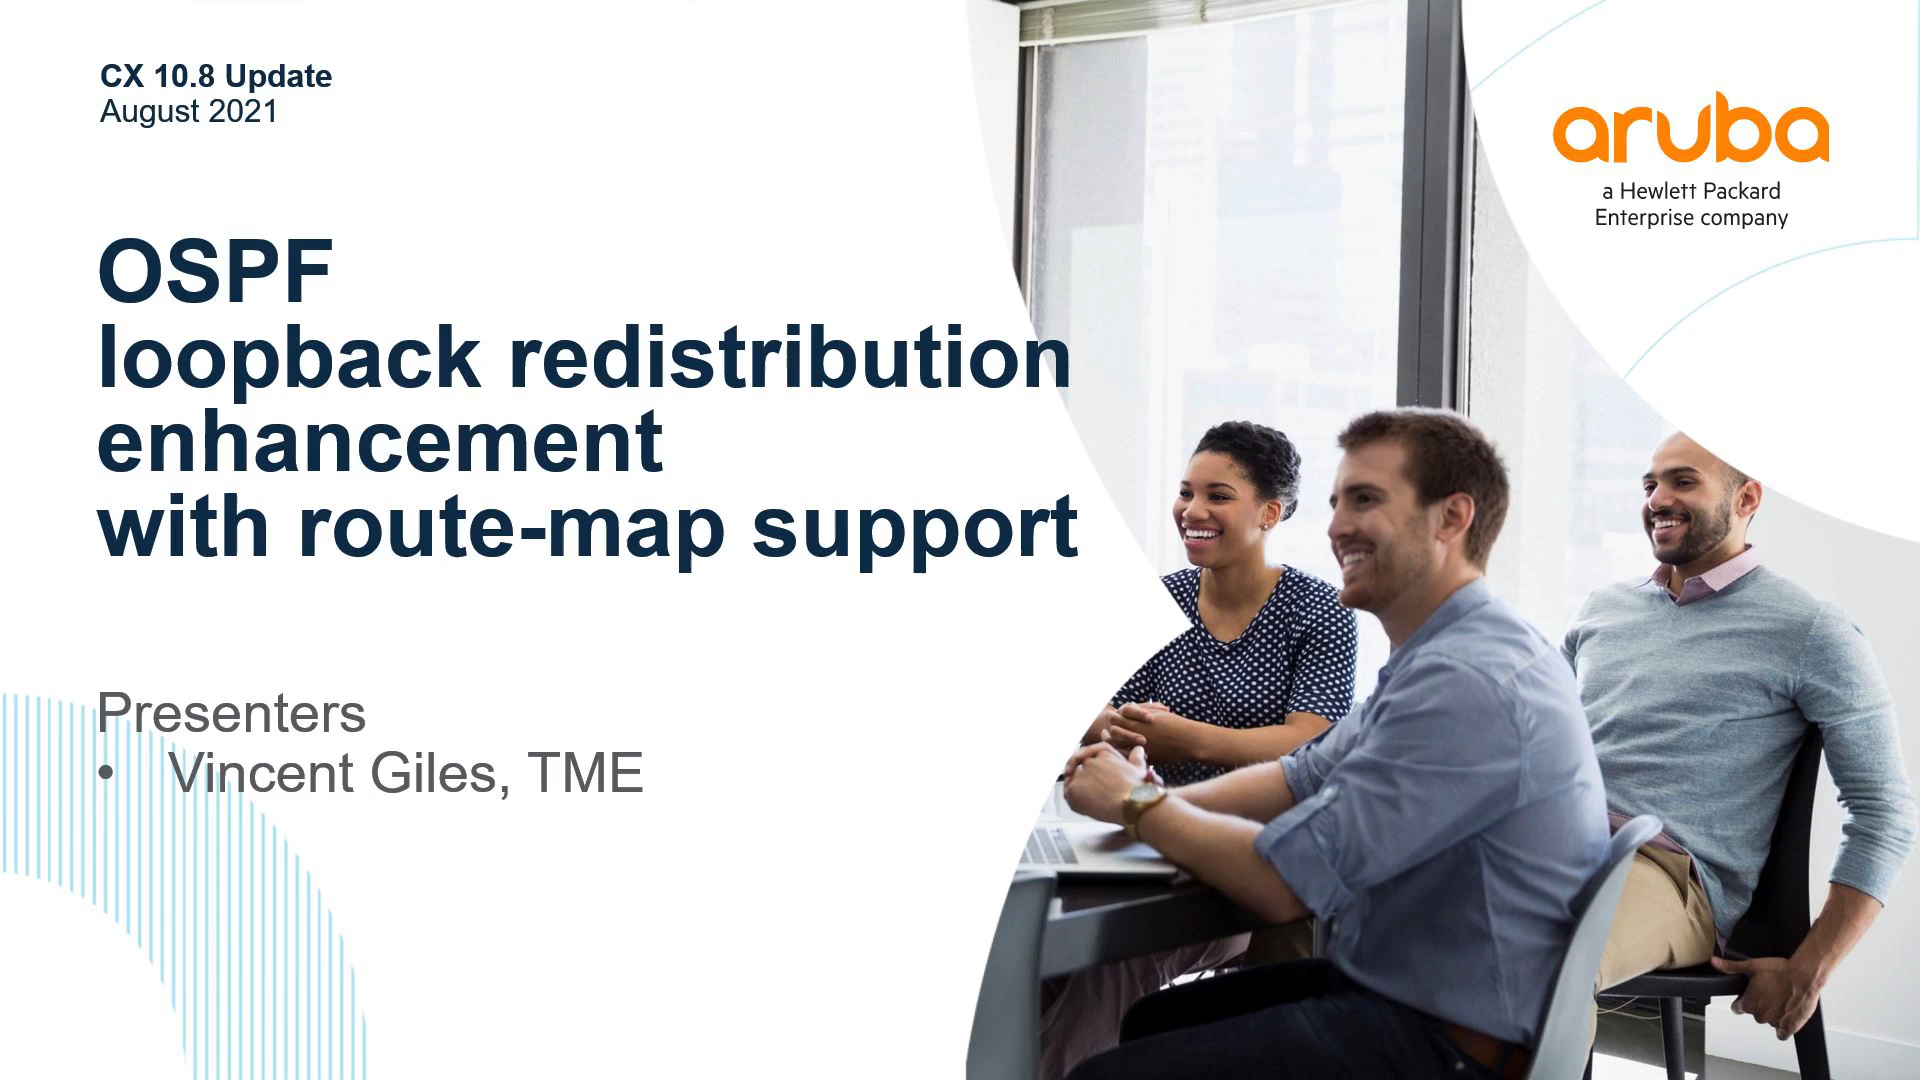 CX 10.8 Update
August 2021
aruba
a Hewlett Packard
Enterprise company
OSPF
loopback redistribution
enhancement
with route-map support
Presenters
• Vincent Giles, TME